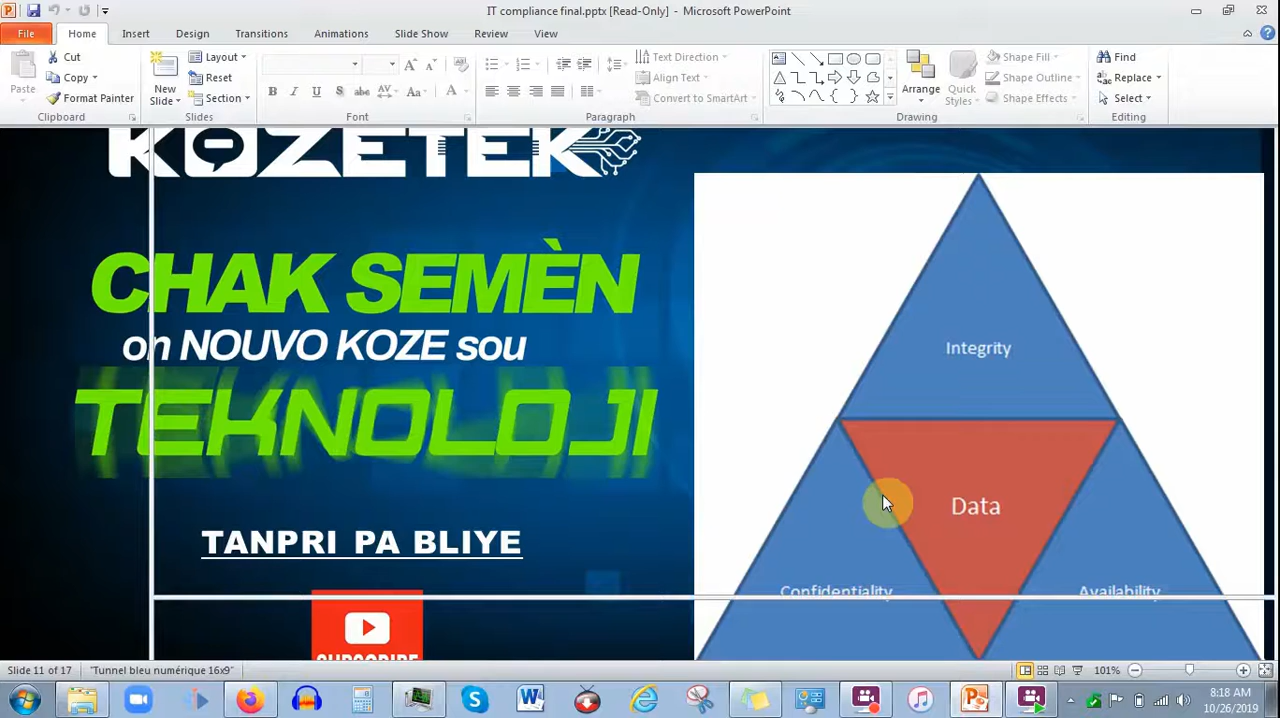 IT compliance final.pptx [Read-Only] - Microsoft PowerPoint
File Home Insert Design Transitions Animations Slide Show Review View
Paste
Cut
Copy
Format Painter
Clipboard
New Slide
Layout
Reset
Section
Slides
B I U S abc AV Aa A
Font
Text Direction
Align Text
Convert to SmartArt
Paragraph
Arrange
Quick Styles
Shape Fill
Shape Outline
Shape Effects
Drawing
Find
Replace
Select
Editing
KOZETEK
CHAK SEMÈN
on NOUVO KOZE sou
TEKNOLOJI
TANPRI PA BLIYE
SUBSCRIBE
Integrity
Data
Confidentiality
Availability
Slide 11 of 17 "Tunnel bleu numérique 16x9" 101%
8:18 AM
10/26/2019